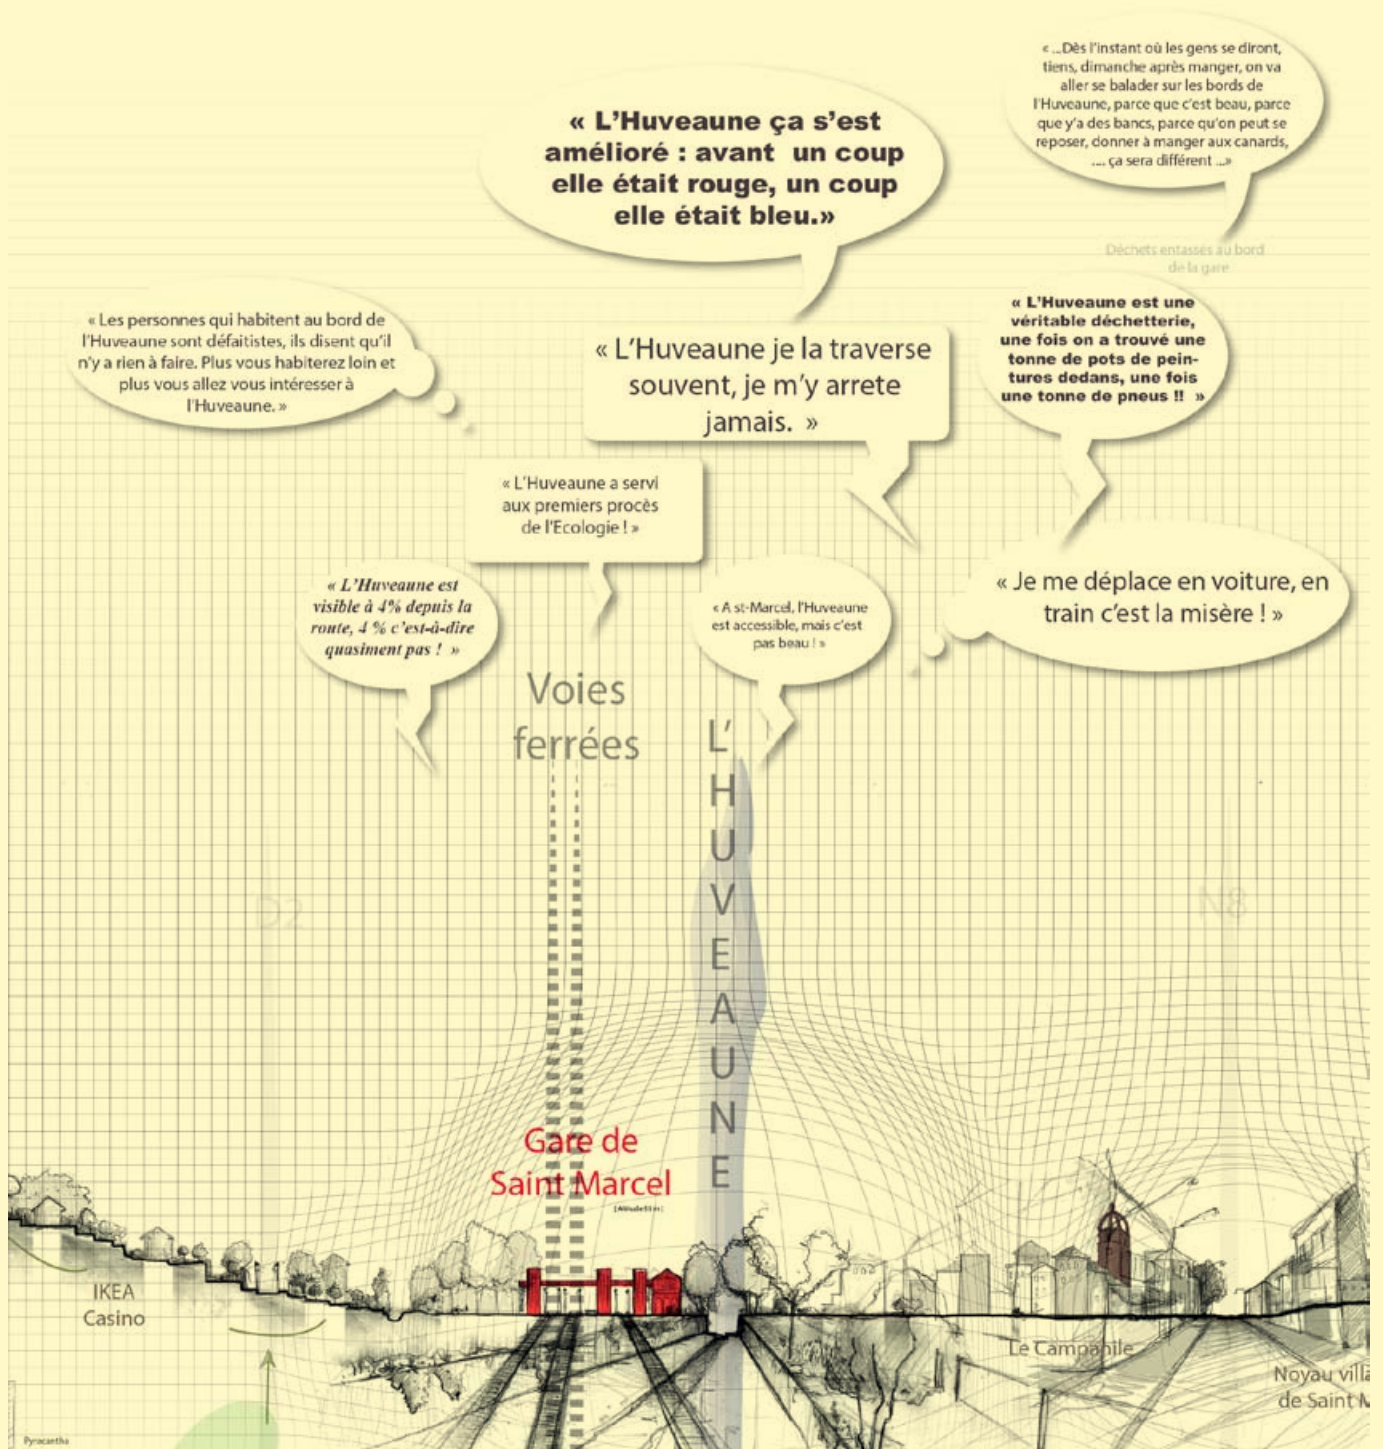 « ...Dès l'instant où les gens se diront,
tiens, dimanche après manger, on va
aller se balader sur les bords de
l'Huveaune, parce que c'est beau, parce
que y'a des bancs, parce qu'on peut se
reposer, donner à manger aux canards,
.... ça sera différent ...»
« L'Huveaune ça s'est
amélioré : avant un coup
elle était rouge, un coup
elle était bleu.»
Déchets entassés au bord
de la gare
« Les personnes qui habitent au bord de
l'Huveaune sont défaitistes, ils disent qu'il
n'y a rien à faire. Plus vous habiterez loin et
plus vous allez vous intéresser à
l'Huveaune. »
« L'Huveaune je la traverse
souvent, je m'y arrete
jamais. »
« L'Huveaune est une
véritable déchetterie,
une fois on a trouvé une
tonne de pots de pein-
tures dedans, une fois
une tonne de pneus !! »
« L'Huveaune a servi
aux premiers procès
de l'Ecologie ! »
« L'Huveaune est
visible à 4% depuis la
route, 4 % c'est-à-dire
quasiment pas ! »
« A st-Marcel, l'Huveaune
est accessible, mais c'est
pas beau ! »
« Je me déplace en voiture, en
train c'est la misère ! »
Voies
ferrées
L'HUVEAUNE
D2
N8
Gare de
Saint Marcel
IKEA
Casino
Le Campanile
Noyau villa
de Saint M
Pyracantha